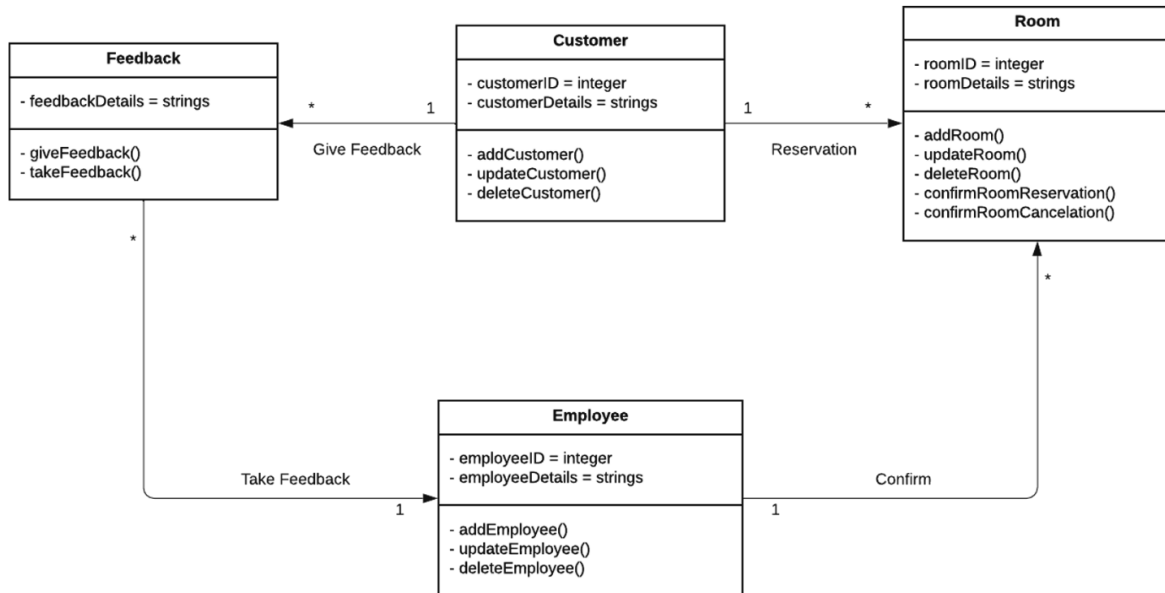 Feedback
- feedbackDetails = strings
- giveFeedback()
- takeFeedback()
*
1
Give Feedback
Customer
- customerID = integer
- customerDetails = strings
- addCustomer()
- updateCustomer()
- deleteCustomer()
1
*
Reservation
Room
- roomID = integer
- roomDetails = strings
- addRoom()
- updateRoom()
- deleteRoom()
- confirmRoomReservation()
- confirmRoomCancelation()
*
Take Feedback
1
Employee
- employeeID = integer
- employeeDetails = strings
- addEmployee()
- updateEmployee()
- deleteEmployee()
Confirm
1
*